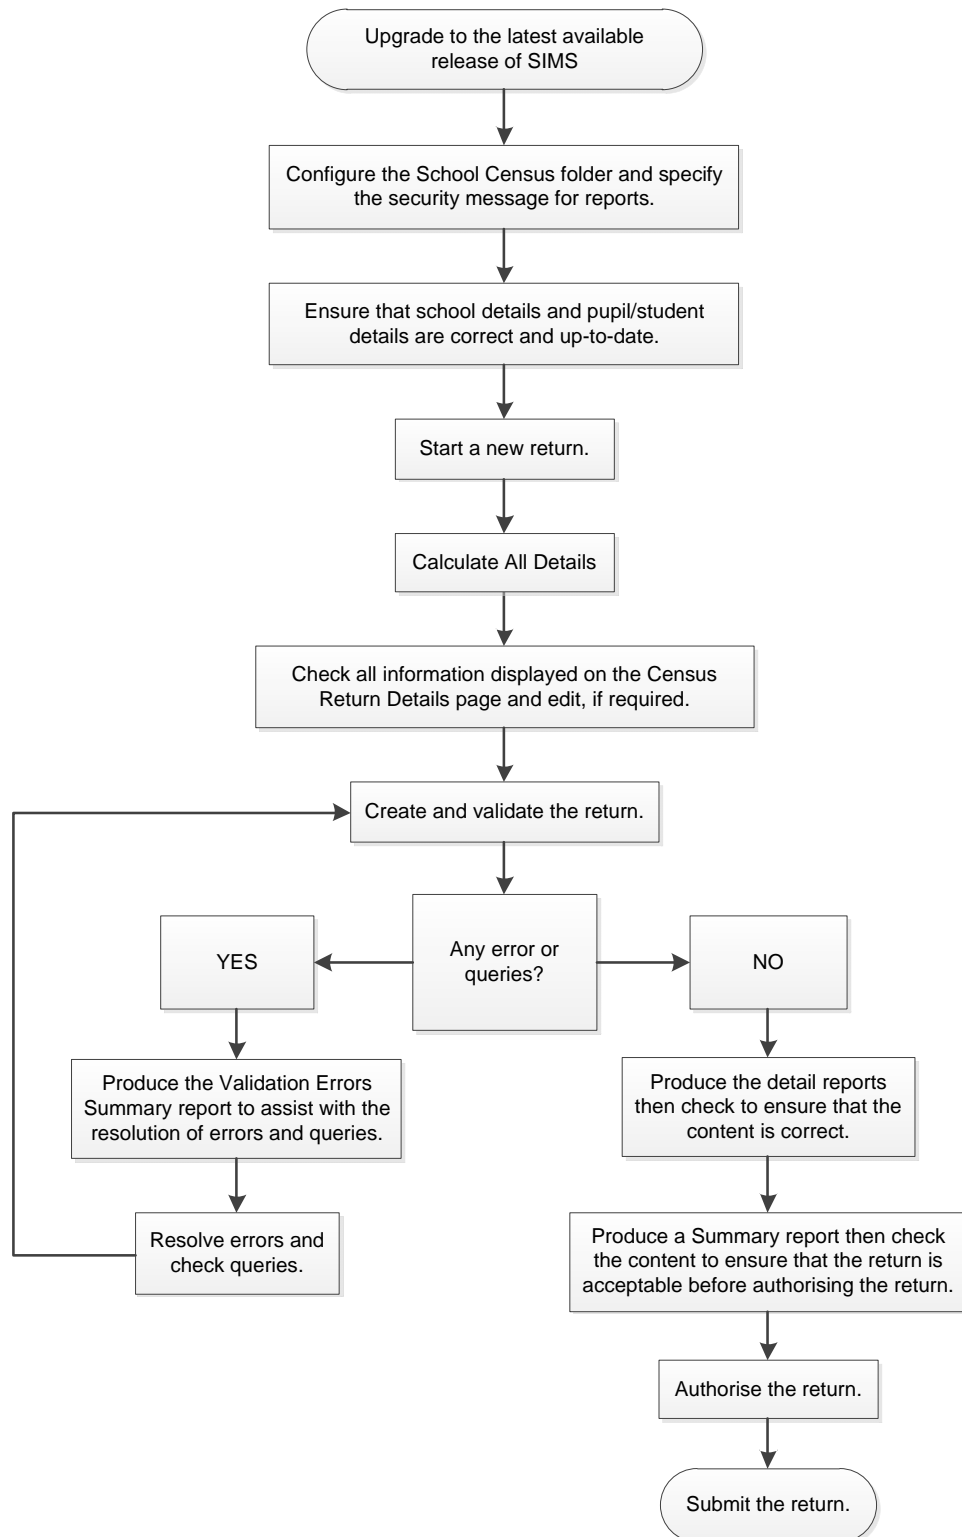 Upgrade to the latest available
release of SIMS
Configure the School Census folder and specify
the security message for reports.
Ensure that school details and pupil/student
details are correct and up-to-date.
Start a new return.
Calculate All Details
Check all information displayed on the Census
Return Details page and edit, if required.
Create and validate the return.
Any error or
queries?
YES
NO
Produce the Validation Errors
Summary report to assist with the
resolution of errors and queries.
Resolve errors and
check queries.
Produce the detail reports
then check to ensure that the
content is correct.
Produce a Summary report then check
the content to ensure that the return is
acceptable before authorising the return.
Authorise the return.
Submit the return.